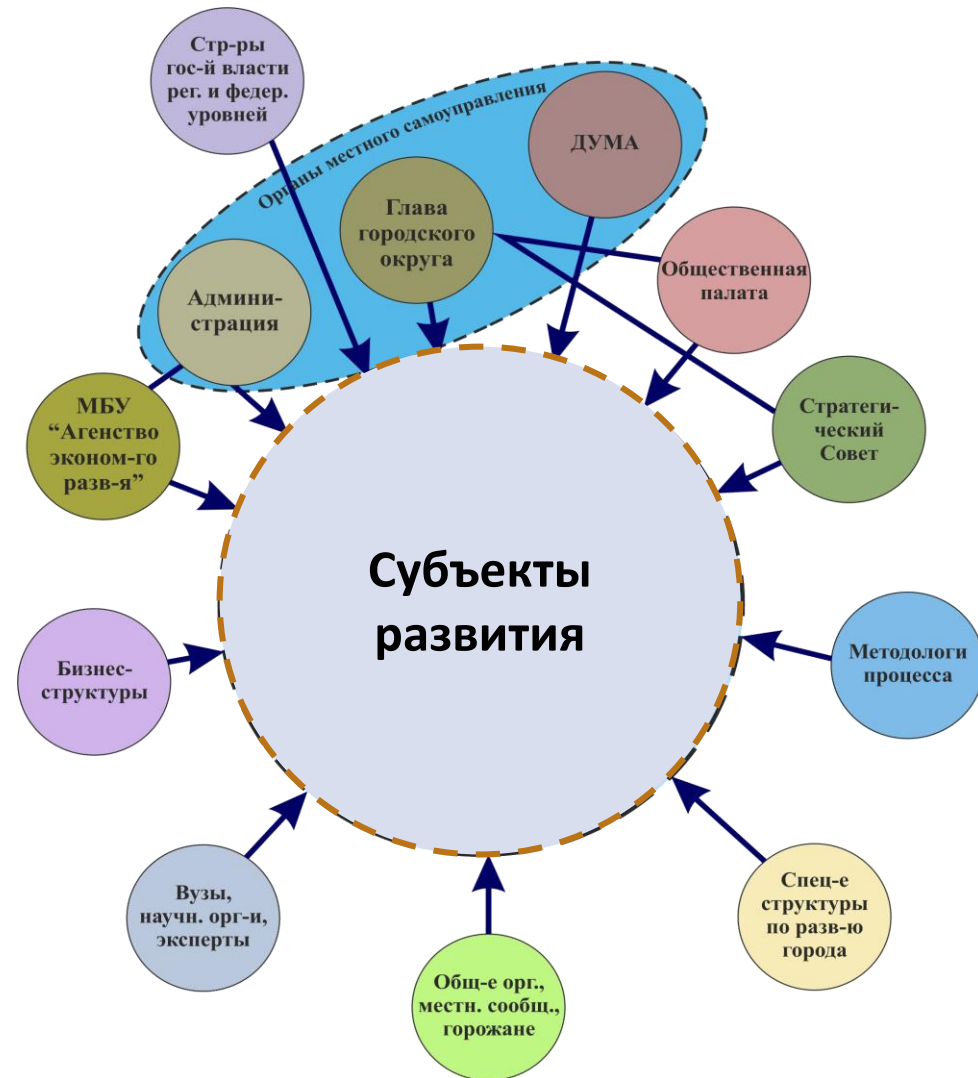 Стр-ры
гос-й власти
рег. и федер.
уровней
Органы местного самоуправления
ДУМА
Глава
городского
округа
Админи-
страция
Общественная
палата
МБУ
“Агенство
эконом-го
разв-я”
Стратеги-
ческий
Совет
Субъекты
развития
Бизнес-
структуры
Методологи
процесса
Вузы,
научн. орг-и,
эксперты
Спец-е
структуры
по разв-ю
города
Общ-е орг.,
местн. сообщ.,
горожане